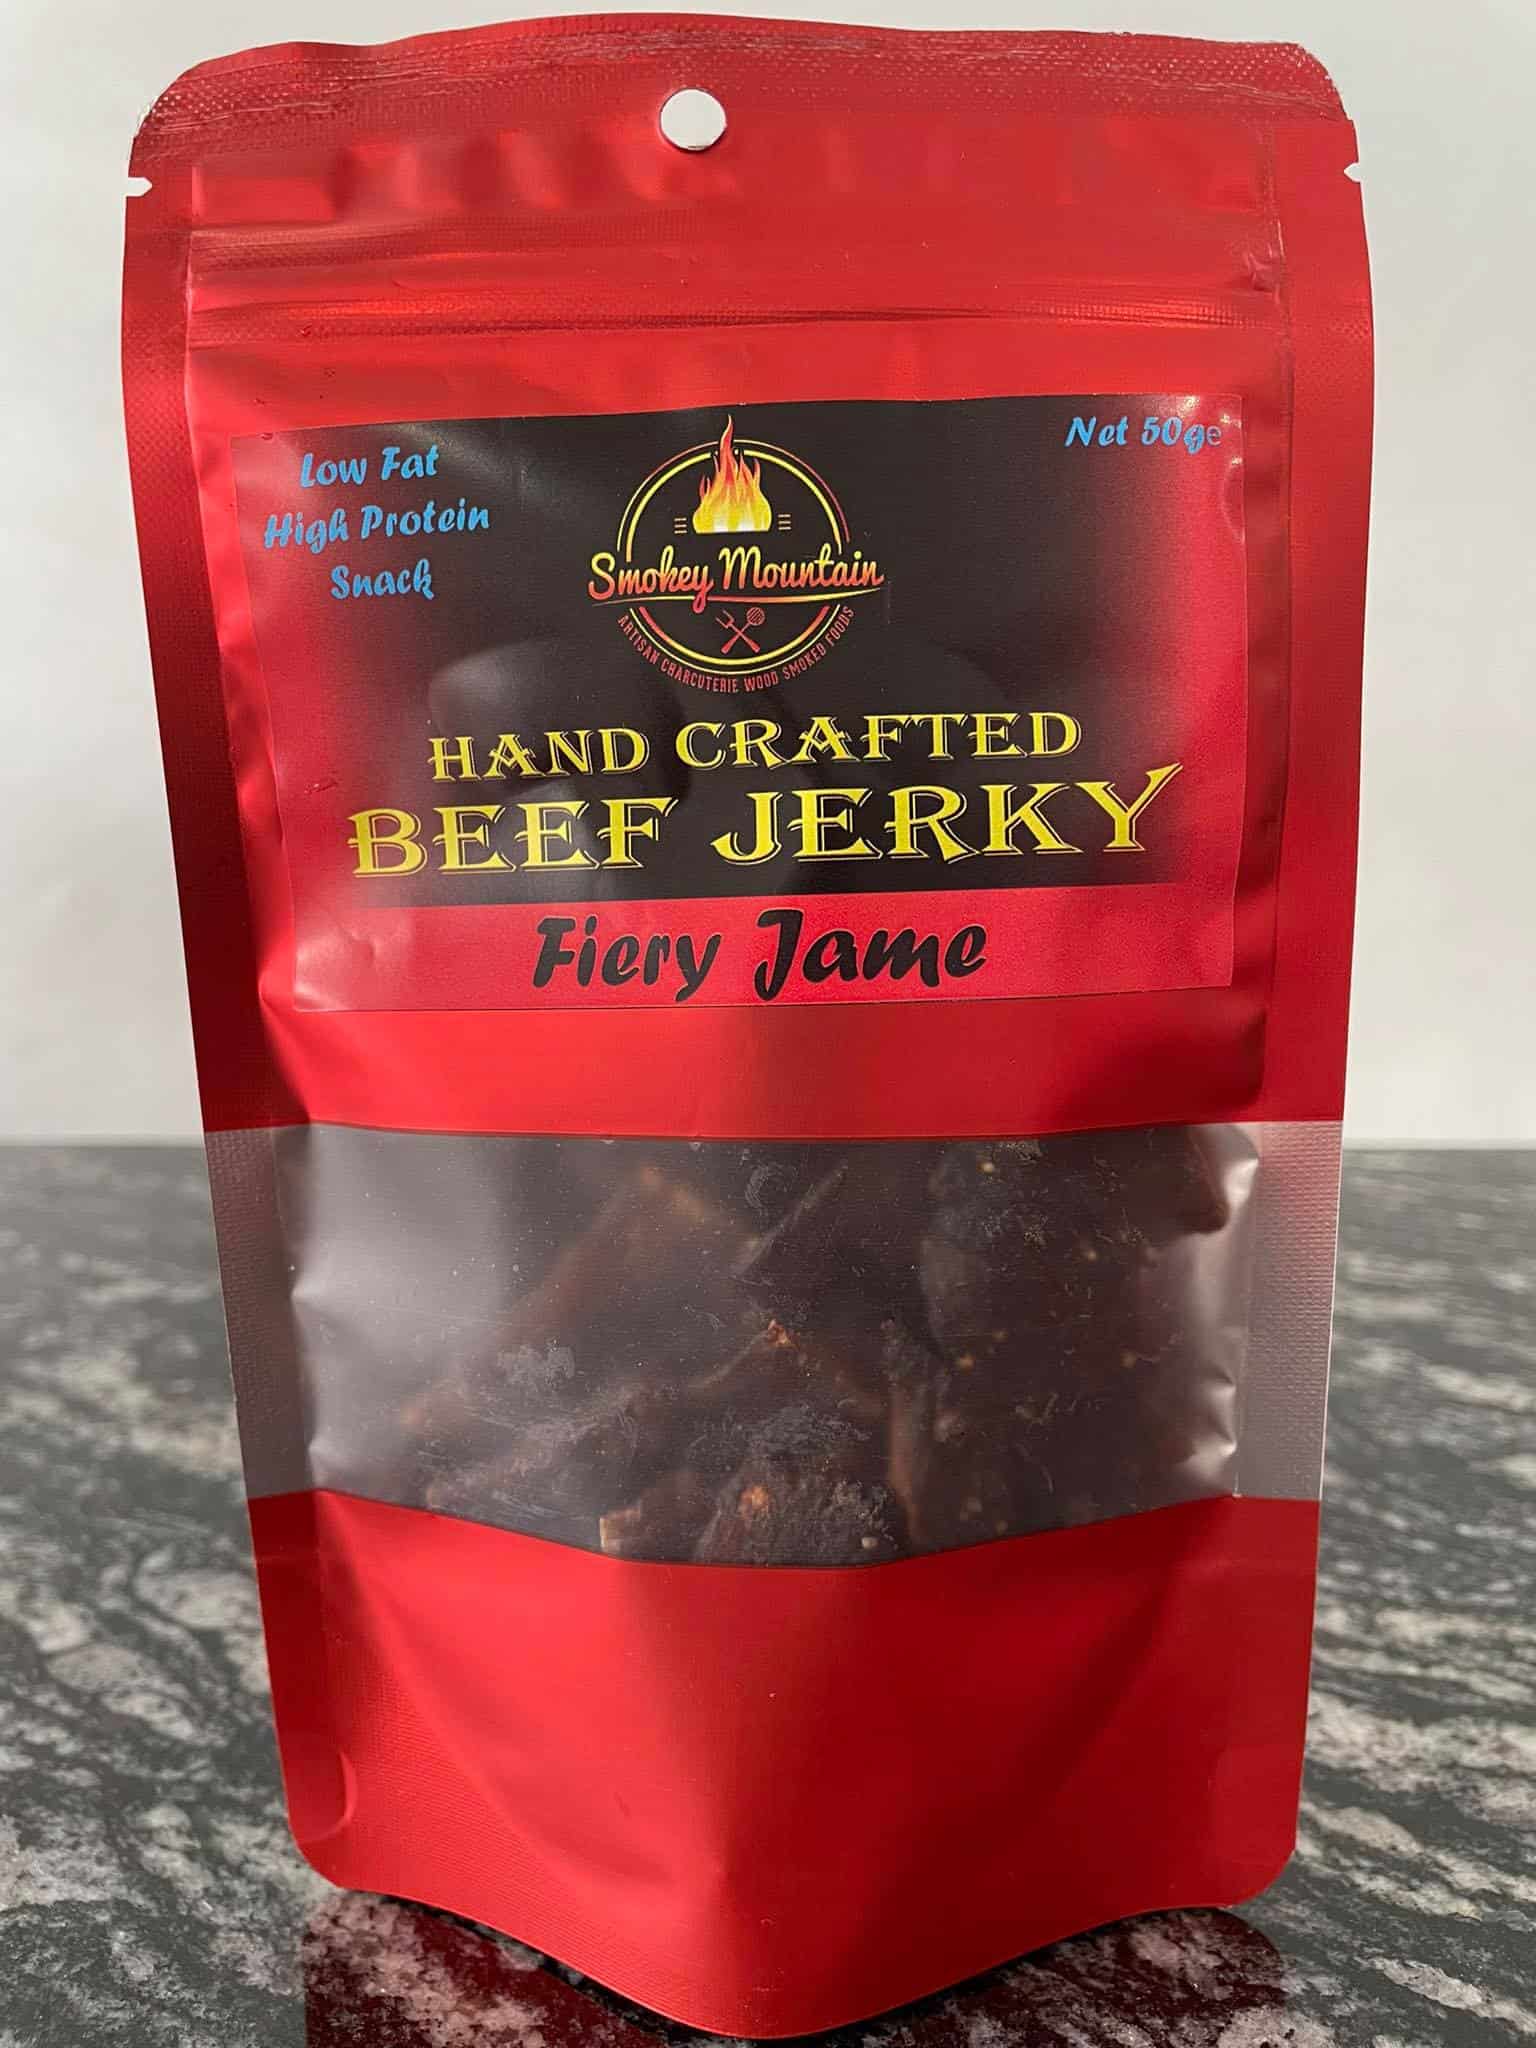 Low Fat
High Protein
Snack
Net 50g℮
Smokey Mountain
ARTISAN CHARCUTERIE WOOD SMOKED FOODS
HAND CRAFTED
BEEF JERKY
Fiery Jame